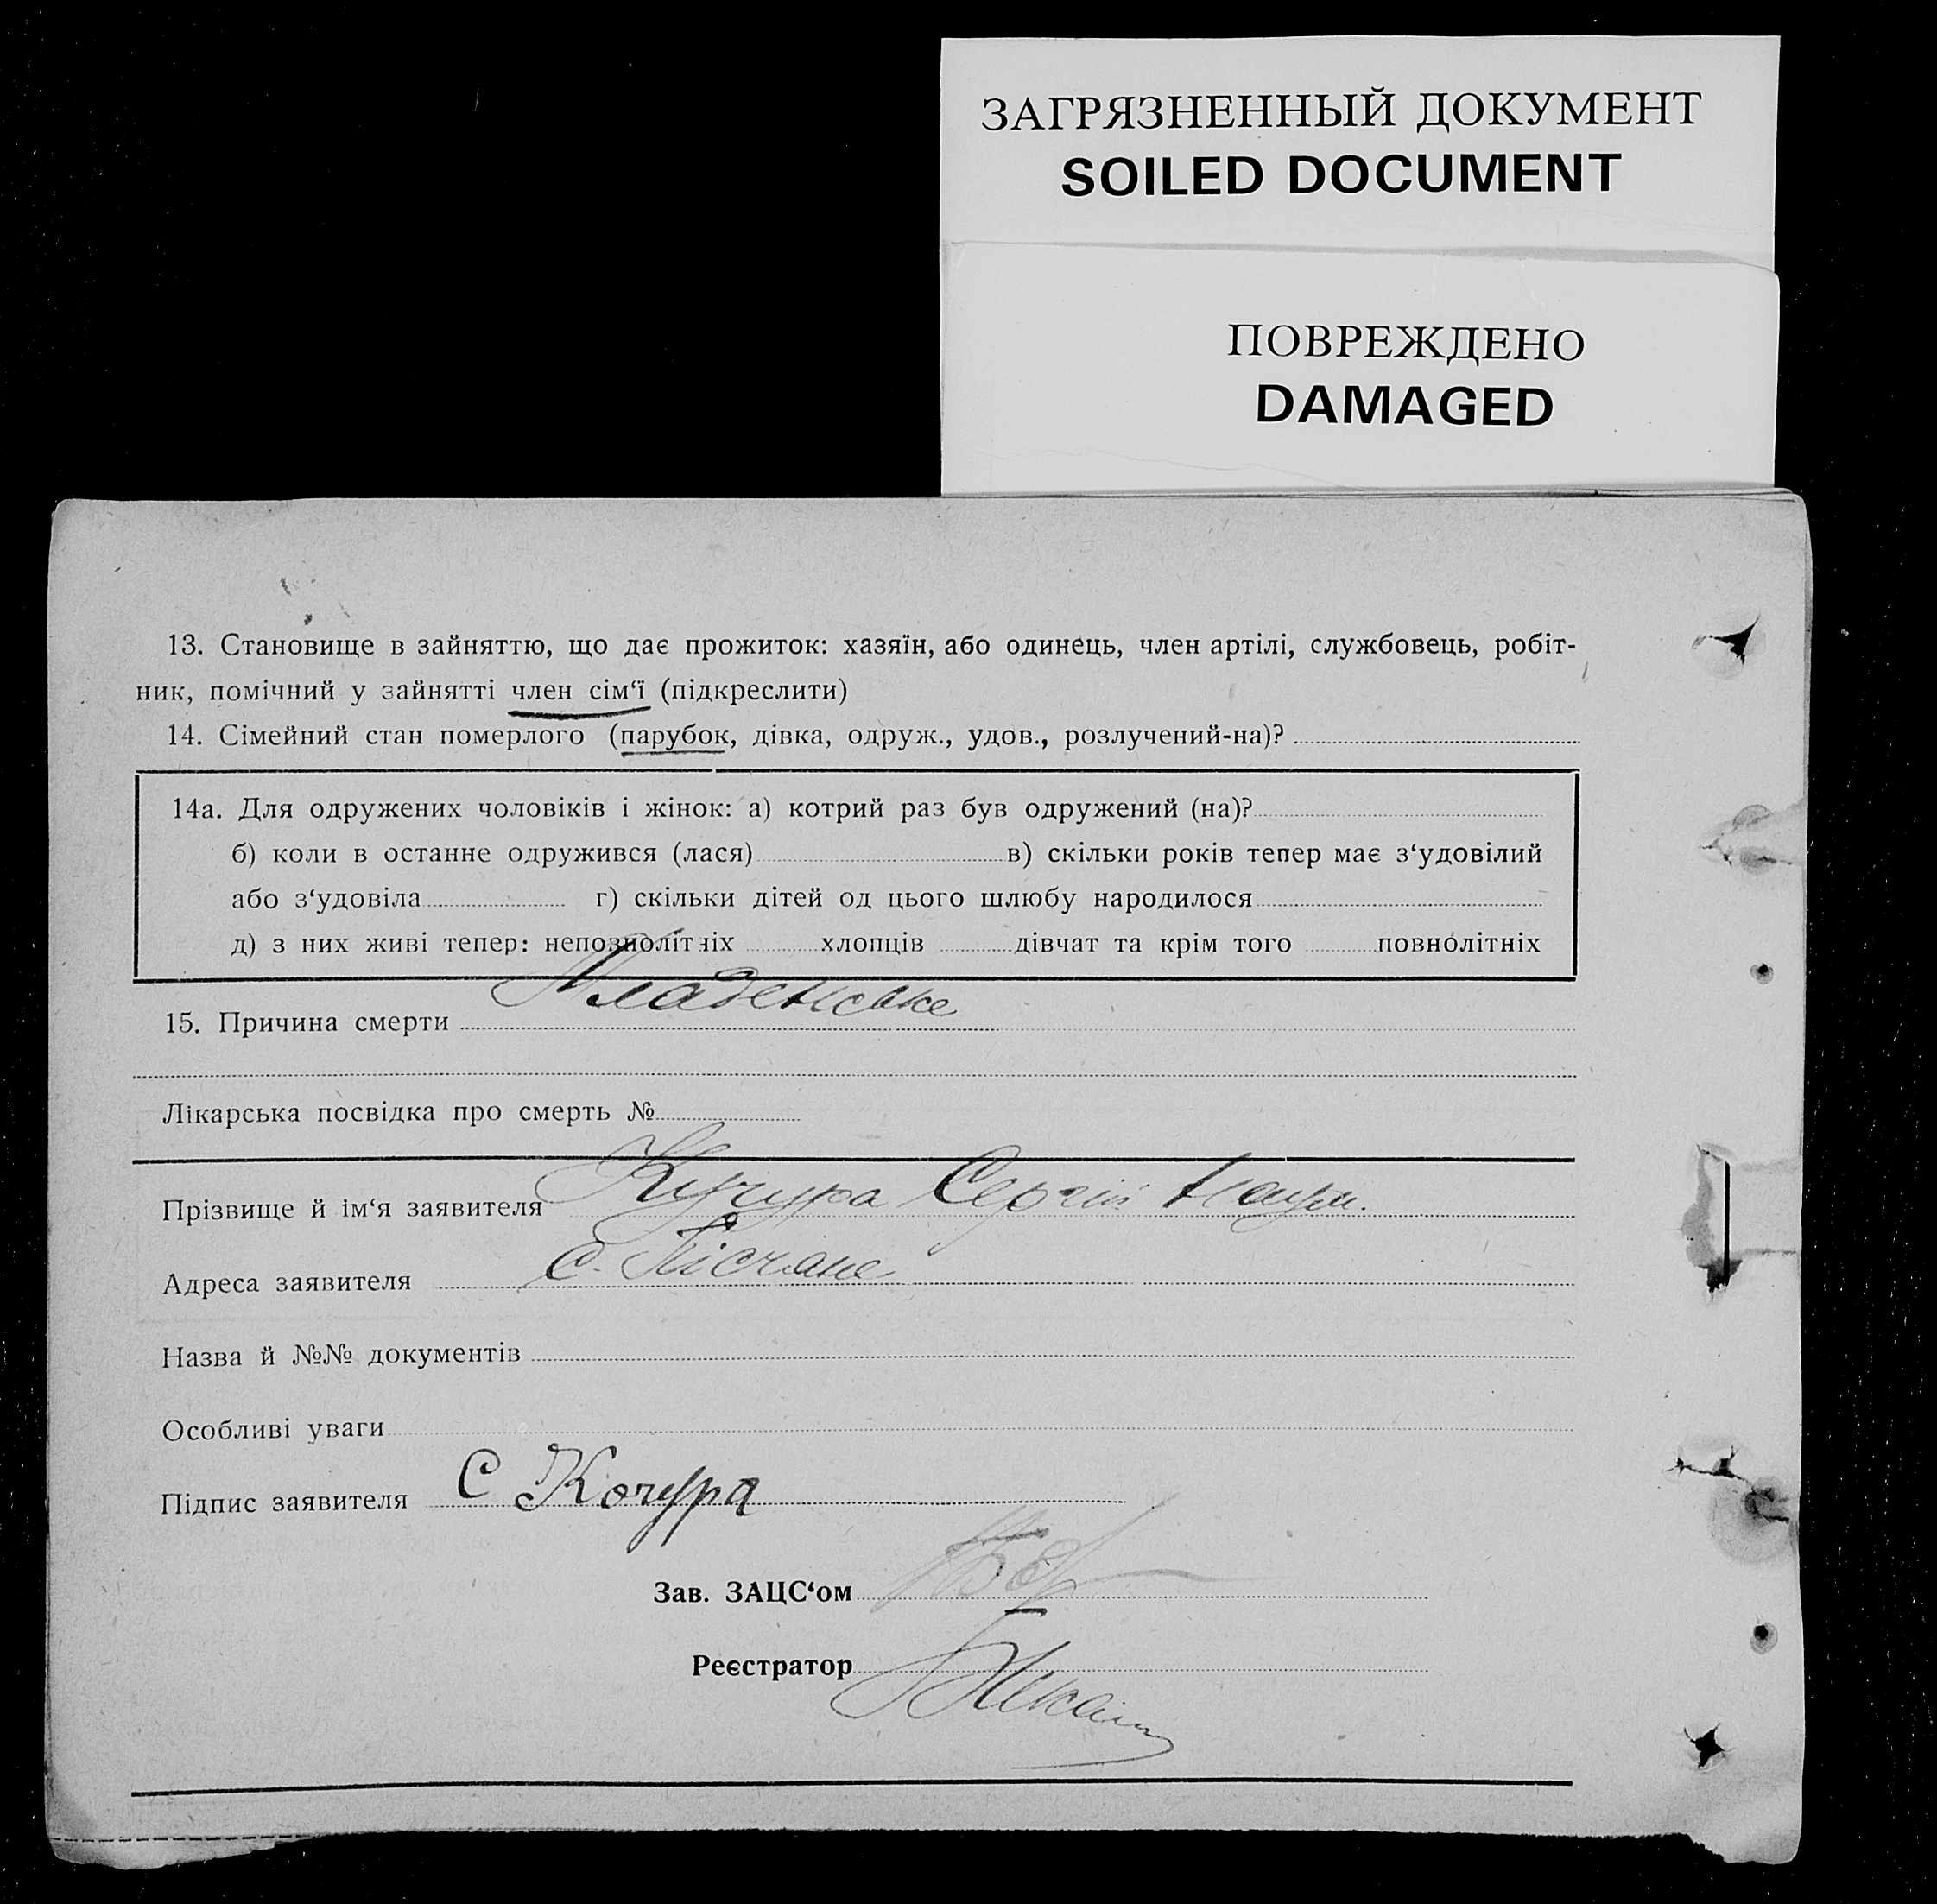 ЗАГРЯЗНЕННЫЙ ДОКУМЕНТ
SOILED DOCUMENT
ПОВРЕЖДЕНО
DAMAGED
13. Становище в зайняттю, що дає прожиток: хазяїн, або одинець, член артілі, службовець, робіт-
ник, помічний у зайнятті член сім‘ї (підкреслити)
14. Сімейний стан померлого (парубок, дівка, одруж., удов., розлучений-на)?
14а. Для одружених чоловіків і жінок: а) котрий раз був одружений (на)?
б) коли в останне одружився (лася) в) скільки років тепер має з‘удовілий
або з‘удовіла г) скільки дітей од цього шлюбу народилося
д) з них живі тепер: неповнолітніх хлопців дівчат та крім того повнолітніх
15. Причина смерти Младенське
Лікарська посвідка про смерть №
Прізвище й ім‘я заявителя Кучура Сергій Наум.
Адреса заявителя с. Пісчане
Назва й №№ документів
Особливі уваги
Підпис заявителя С Кочура
Зав. ЗАЦС‘ом
Реєстратор